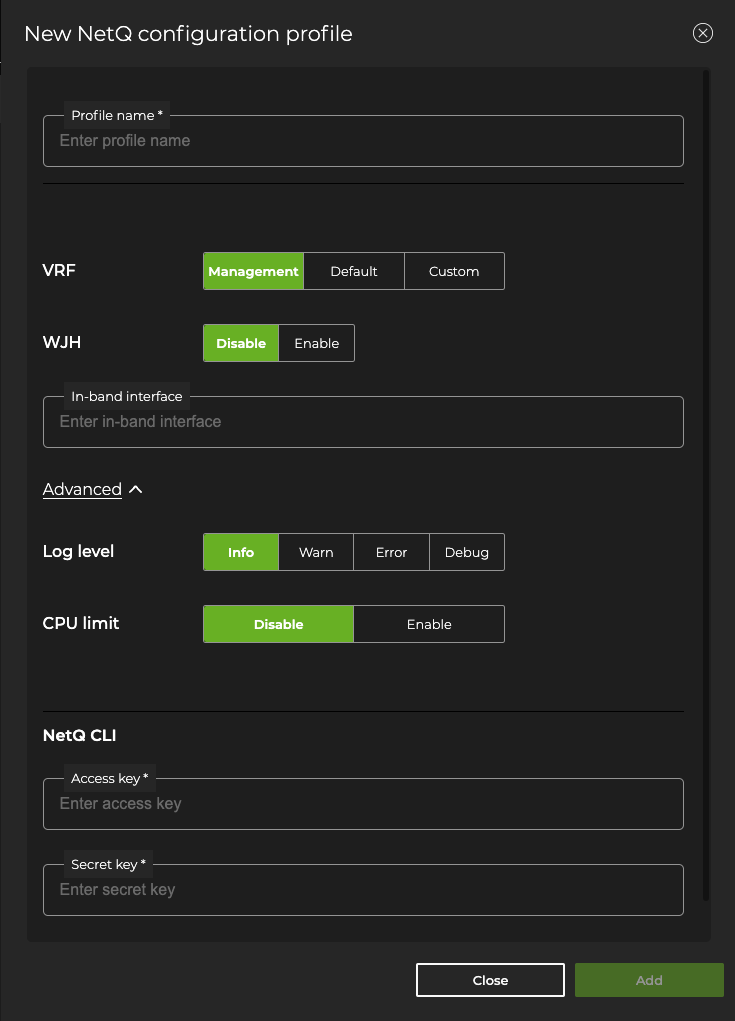 New NetQ configuration profile
Profile name *
Enter profile name
VRF Management Default Custom
WJH Disable Enable
In-band interface
Enter in-band interface
Advanced
Log level Info Warn Error Debug
CPU limit Disable Enable
NetQ CLI
Access key *
Enter access key
Secret key *
Enter secret key
Close Add